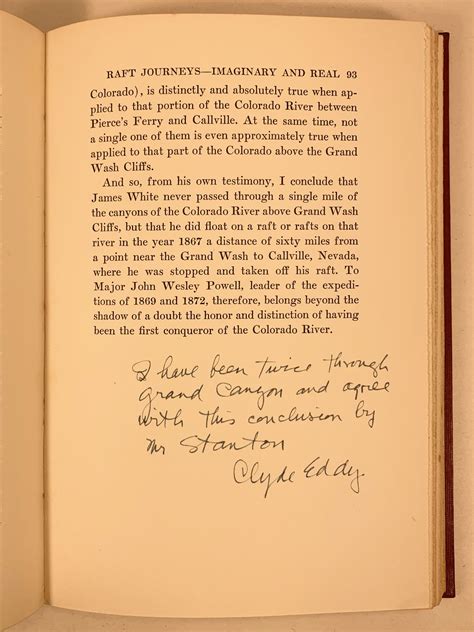 RAFT JOURNEYS—IMAGINARY AND REAL 93
Colorado), is distinctly and absolutely true when ap-
plied to that portion of the Colorado River between
Pierce's Ferry and Callville. At the same time, not
a single one of them is even approximately true when
applied to that part of the Colorado above the Grand
Wash Cliffs.
And so, from his own testimony, I conclude that
James White never passed through a single mile of
the canyons of the Colorado River above Grand Wash
Cliffs, but that he did float on a raft or rafts on that
river in the year 1867 a distance of sixty miles from
a point near the Grand Wash to Callville, Nevada,
where he was stopped and taken off his raft. To
Major John Wesley Powell, leader of the expedi-
tions of 1869 and 1872, therefore, belongs beyond the
shadow of a doubt the honor and distinction of having
been the first conqueror of the Colorado River.
I have been twice through
grand Canyon and agree
with this conclusion by
Mr Stanton
Clyde Eddy.